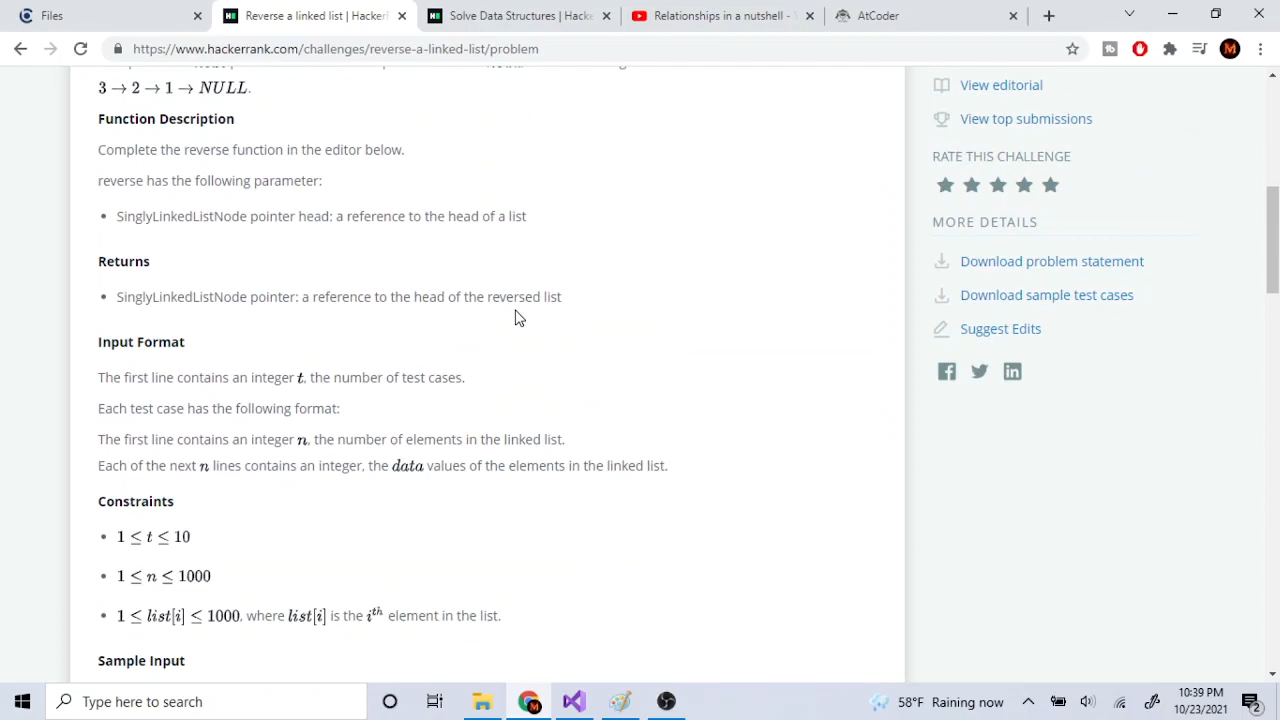 Files
Reverse a linked list | Hackeri
Solve Data Structures | Hacke
Relationships in a nutshell - Y
AtCoder
https://www.hackerrank.com/challenges/reverse-a-linked-list/problem
3 → 2 → 1 → NULL.
Function Description
Complete the reverse function in the editor below.
reverse has the following parameter:
• SinglyLinkedListNode pointer head: a reference to the head of a list
Returns
• SinglyLinkedListNode pointer: a reference to the head of the reversed list
Input Format
The first line contains an integer t, the number of test cases.
Each test case has the following format:
The first line contains an integer n, the number of elements in the linked list.
Each of the next n lines contains an integer, the data values of the elements in the linked list.
Constraints
• 1 ≤ t ≤ 10
• 1 ≤ n ≤ 1000
• 1 ≤ list[i] ≤ 1000, where list[i] is the iᵗʰ element in the list.
Sample Input
View editorial
View top submissions
RATE THIS CHALLENGE
MORE DETAILS
Download problem statement
Download sample test cases
Suggest Edits
Type here to search
58°F Raining now
10:39 PM
10/23/2021
2